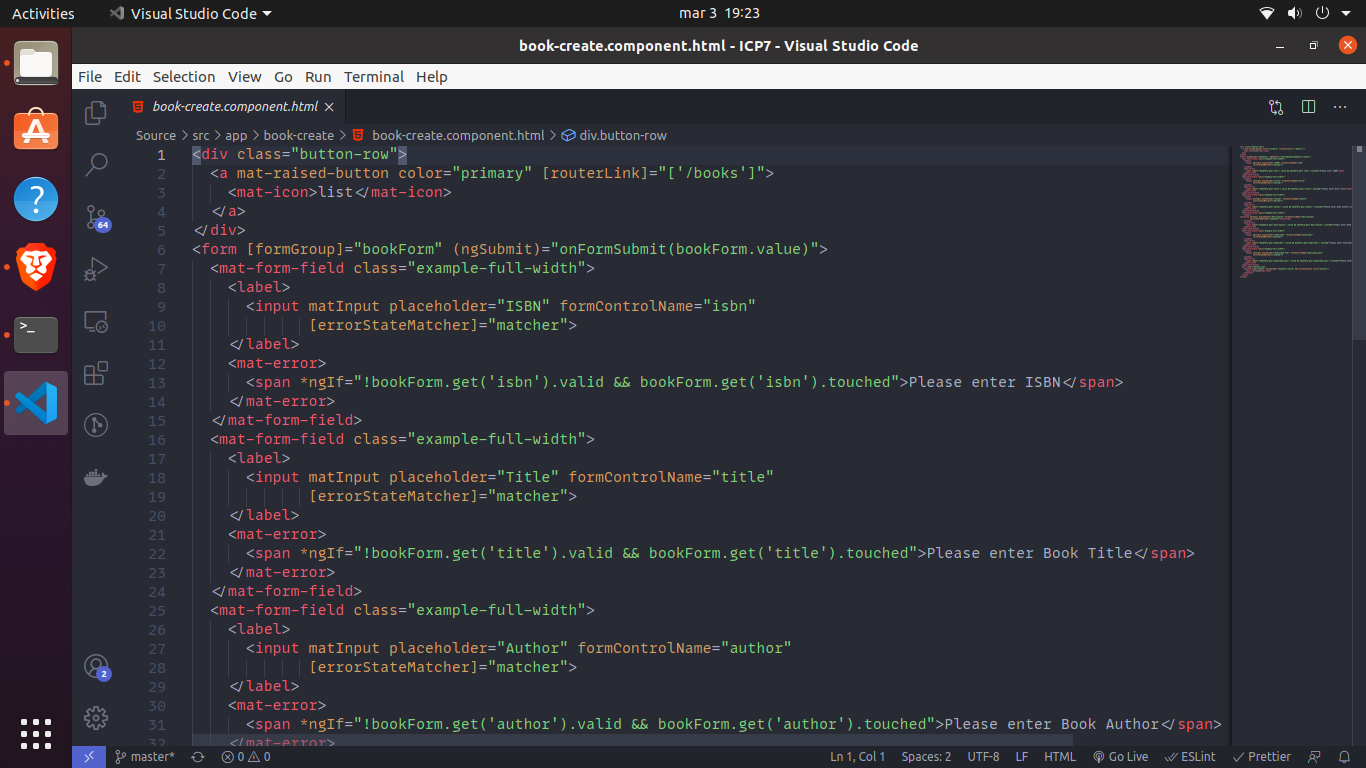 Activities
Visual Studio Code
mar 3 19:23
book-create.component.html - ICP7 - Visual Studio Code
File Edit Selection View Go Run Terminal Help
book-create.component.html
Source > src > app > book-create > book-create.component.html > div.button-row
1 <div class="button-row">
2 <a mat-raised-button color="primary" [routerLink]="['/books']">
3 <mat-icon>list</mat-icon>
4 </a>
5 </div>
6 <form [formGroup]="bookForm" (ngSubmit)="onFormSubmit(bookForm.value)">
7 <mat-form-field class="example-full-width">
8 <label>
9 <input matInput placeholder="ISBN" formControlName="isbn"
10 [errorStateMatcher]="matcher">
11 </label>
12 <mat-error>
13 <span *ngIf="!bookForm.get('isbn').valid && bookForm.get('isbn').touched">Please enter ISBN</span>
14 </mat-error>
15 </mat-form-field>
16 <mat-form-field class="example-full-width">
17 <label>
18 <input matInput placeholder="Title" formControlName="title"
19 [errorStateMatcher]="matcher">
20 </label>
21 <mat-error>
22 <span *ngIf="!bookForm.get('title').valid && bookForm.get('title').touched">Please enter Book Title</span>
23 </mat-error>
24 </mat-form-field>
25 <mat-form-field class="example-full-width">
26 <label>
27 <input matInput placeholder="Author" formControlName="author"
28 [errorStateMatcher]="matcher">
29 </label>
30 <mat-error>
31 <span *ngIf="!bookForm.get('author').valid && bookForm.get('author').touched">Please enter Book Author</span>
32 </mat-error>
64
2
master* 0 0 Ln 1, Col 1 Spaces: 2 UTF-8 LF HTML Go Live ESLint Prettier